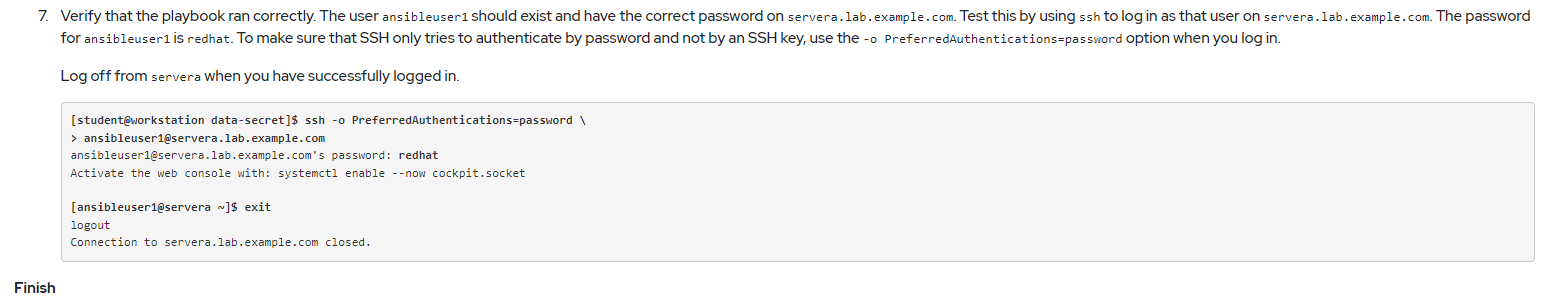 7. Verify that the playbook ran correctly. The user ansibleuser1 should exist and have the correct password on servera.lab.example.com. Test this by using ssh to log in as that user on servera.lab.example.com. The password
for ansibleuser1 is redhat. To make sure that SSH only tries to authenticate by password and not by an SSH key, use the -o PreferredAuthentications=password option when you log in.
Log off from servera when you have successfully logged in.
[student@workstation data-secret]$ ssh -o PreferredAuthentications=password \
> ansibleuser1@servera.lab.example.com
ansibleuser1@servera.lab.example.com's password: redhat
Activate the web console with: systemctl enable --now cockpit.socket
[ansibleuser1@servera ~]$ exit
logout
Connection to servera.lab.example.com closed.
Finish